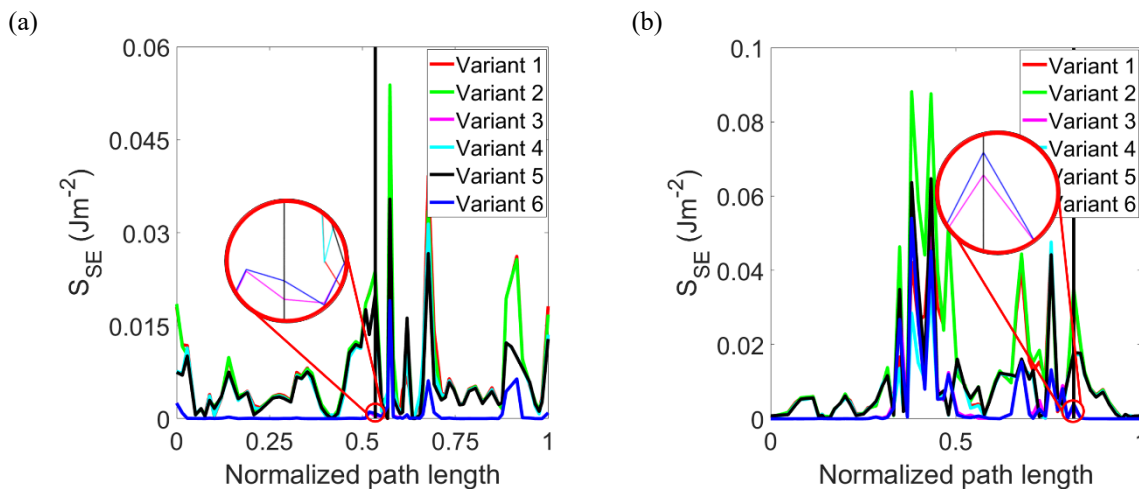 (a)
S_SE (Jm^-2)
0.06
0.045
0.03
0.015
0
0
0.25
0.5
0.75
1
Normalized path length
Variant 1
Variant 2
Variant 3
Variant 4
Variant 5
Variant 6
(b)
S_SE (Jm^-2)
0.1
0.08
0.06
0.04
0.02
0
0
0.5
1
Normalized path length
Variant 1
Variant 2
Variant 3
Variant 4
Variant 5
Variant 6